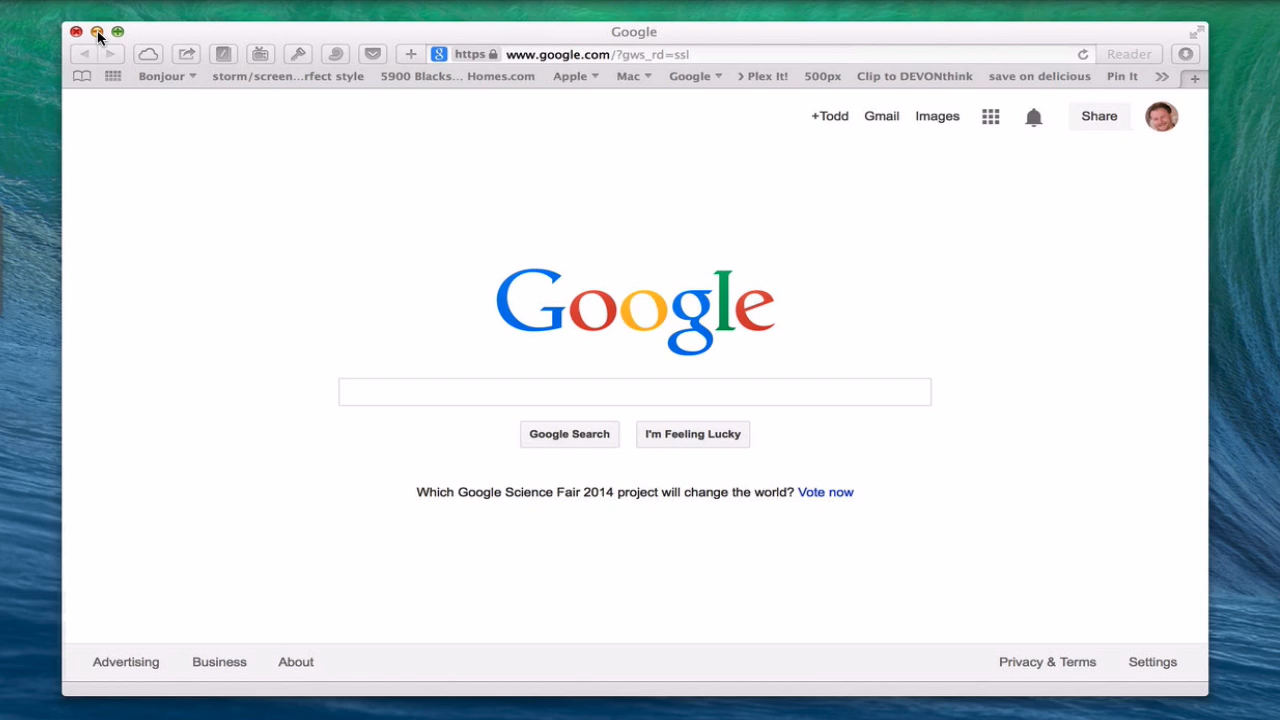 Google
https www.google.com/?gws_rd=ssl Reader
Bonjour storm/screen...rfect style 5900 Blacks... Homes.com Apple Mac Google > Plex It! 500px Clip to DEVONthink save on delicious Pin It
+Todd Gmail Images Share
Google
Google Search I'm Feeling Lucky
Which Google Science Fair 2014 project will change the world? Vote now
Advertising Business About Privacy & Terms Settings